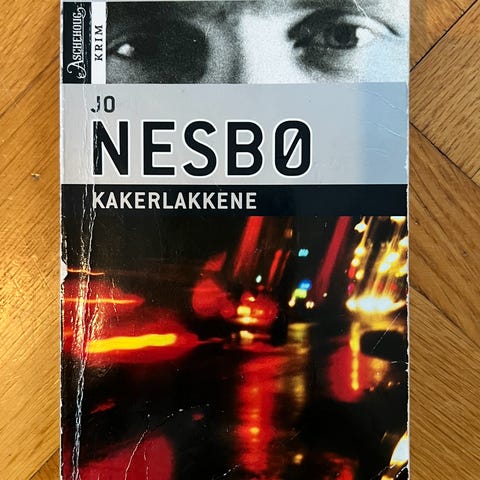 ASCHEHOUG
KRIM
JO
NESBØ
KAKERLAKKENE